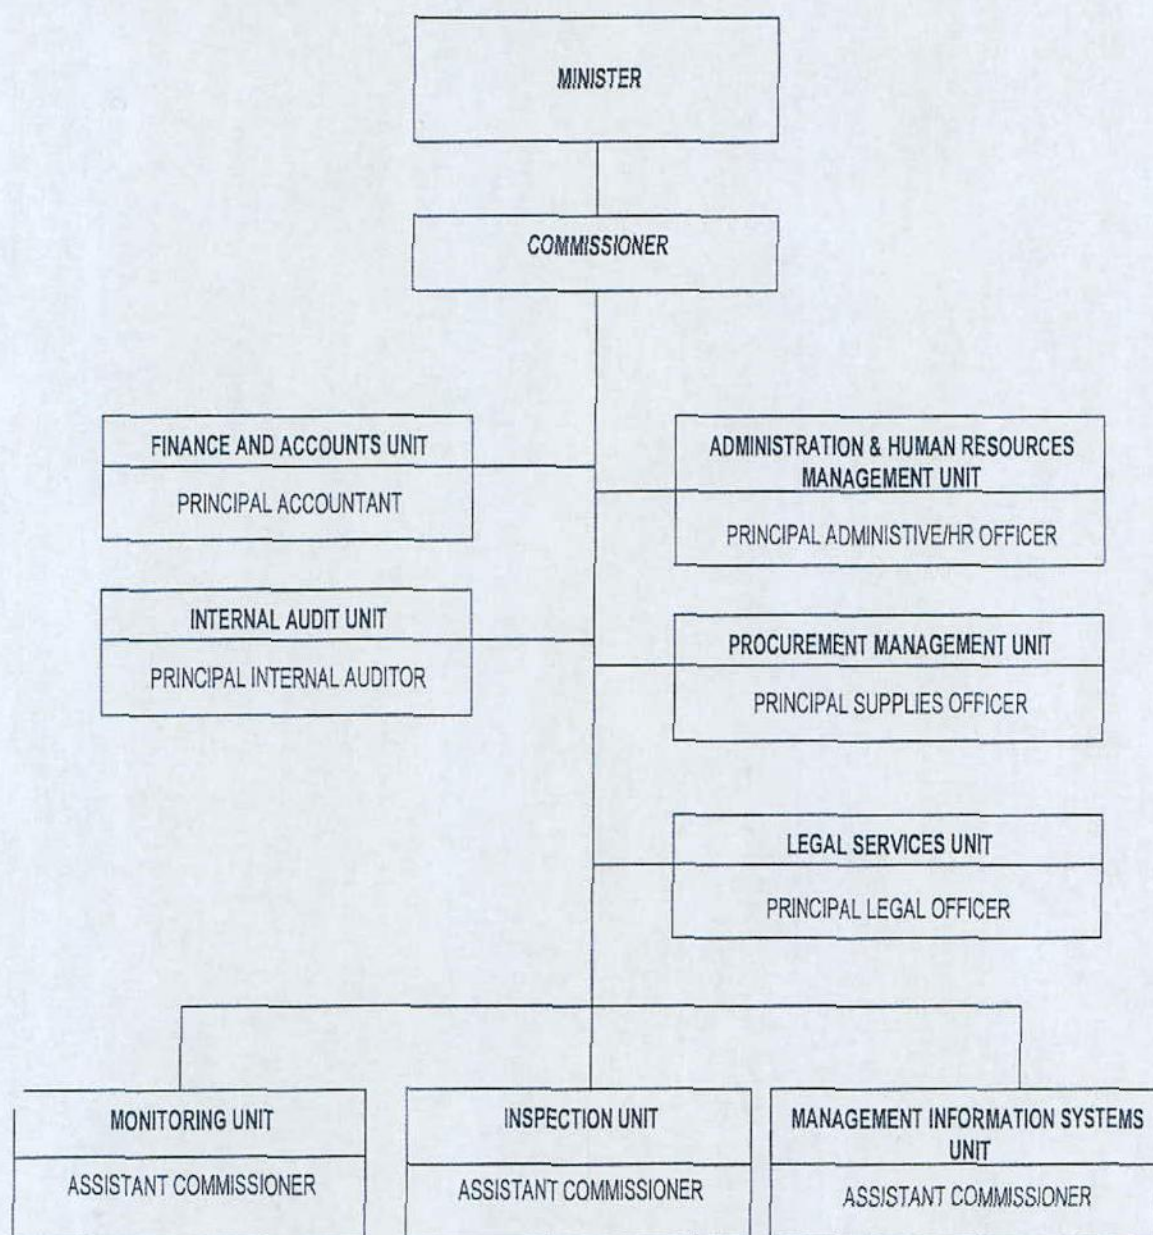 MINISTER
COMMISSIONER
FINANCE AND ACCOUNTS UNIT
PRINCIPAL ACCOUNTANT
ADMINISTRATION & HUMAN RESOURCES
MANAGEMENT UNIT
PRINCIPAL ADMINISTIVE/HR OFFICER
INTERNAL AUDIT UNIT
PRINCIPAL INTERNAL AUDITOR
PROCUREMENT MANAGEMENT UNIT
PRINCIPAL SUPPLIES OFFICER
LEGAL SERVICES UNIT
PRINCIPAL LEGAL OFFICER
MONITORING UNIT
ASSISTANT COMMISSIONER
INSPECTION UNIT
ASSISTANT COMMISSIONER
MANAGEMENT INFORMATION SYSTEMS
UNIT
ASSISTANT COMMISSIONER